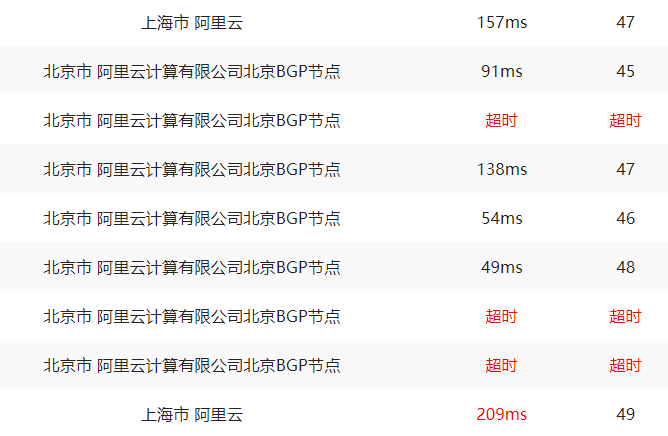 上海市 阿里云 157ms 47
北京市 阿里云计算有限公司北京BGP节点 91ms 45
北京市 阿里云计算有限公司北京BGP节点 超时 超时
北京市 阿里云计算有限公司北京BGP节点 138ms 47
北京市 阿里云计算有限公司北京BGP节点 54ms 46
北京市 阿里云计算有限公司北京BGP节点 49ms 48
北京市 阿里云计算有限公司北京BGP节点 超时 超时
北京市 阿里云计算有限公司北京BGP节点 超时 超时
上海市 阿里云 209ms 49